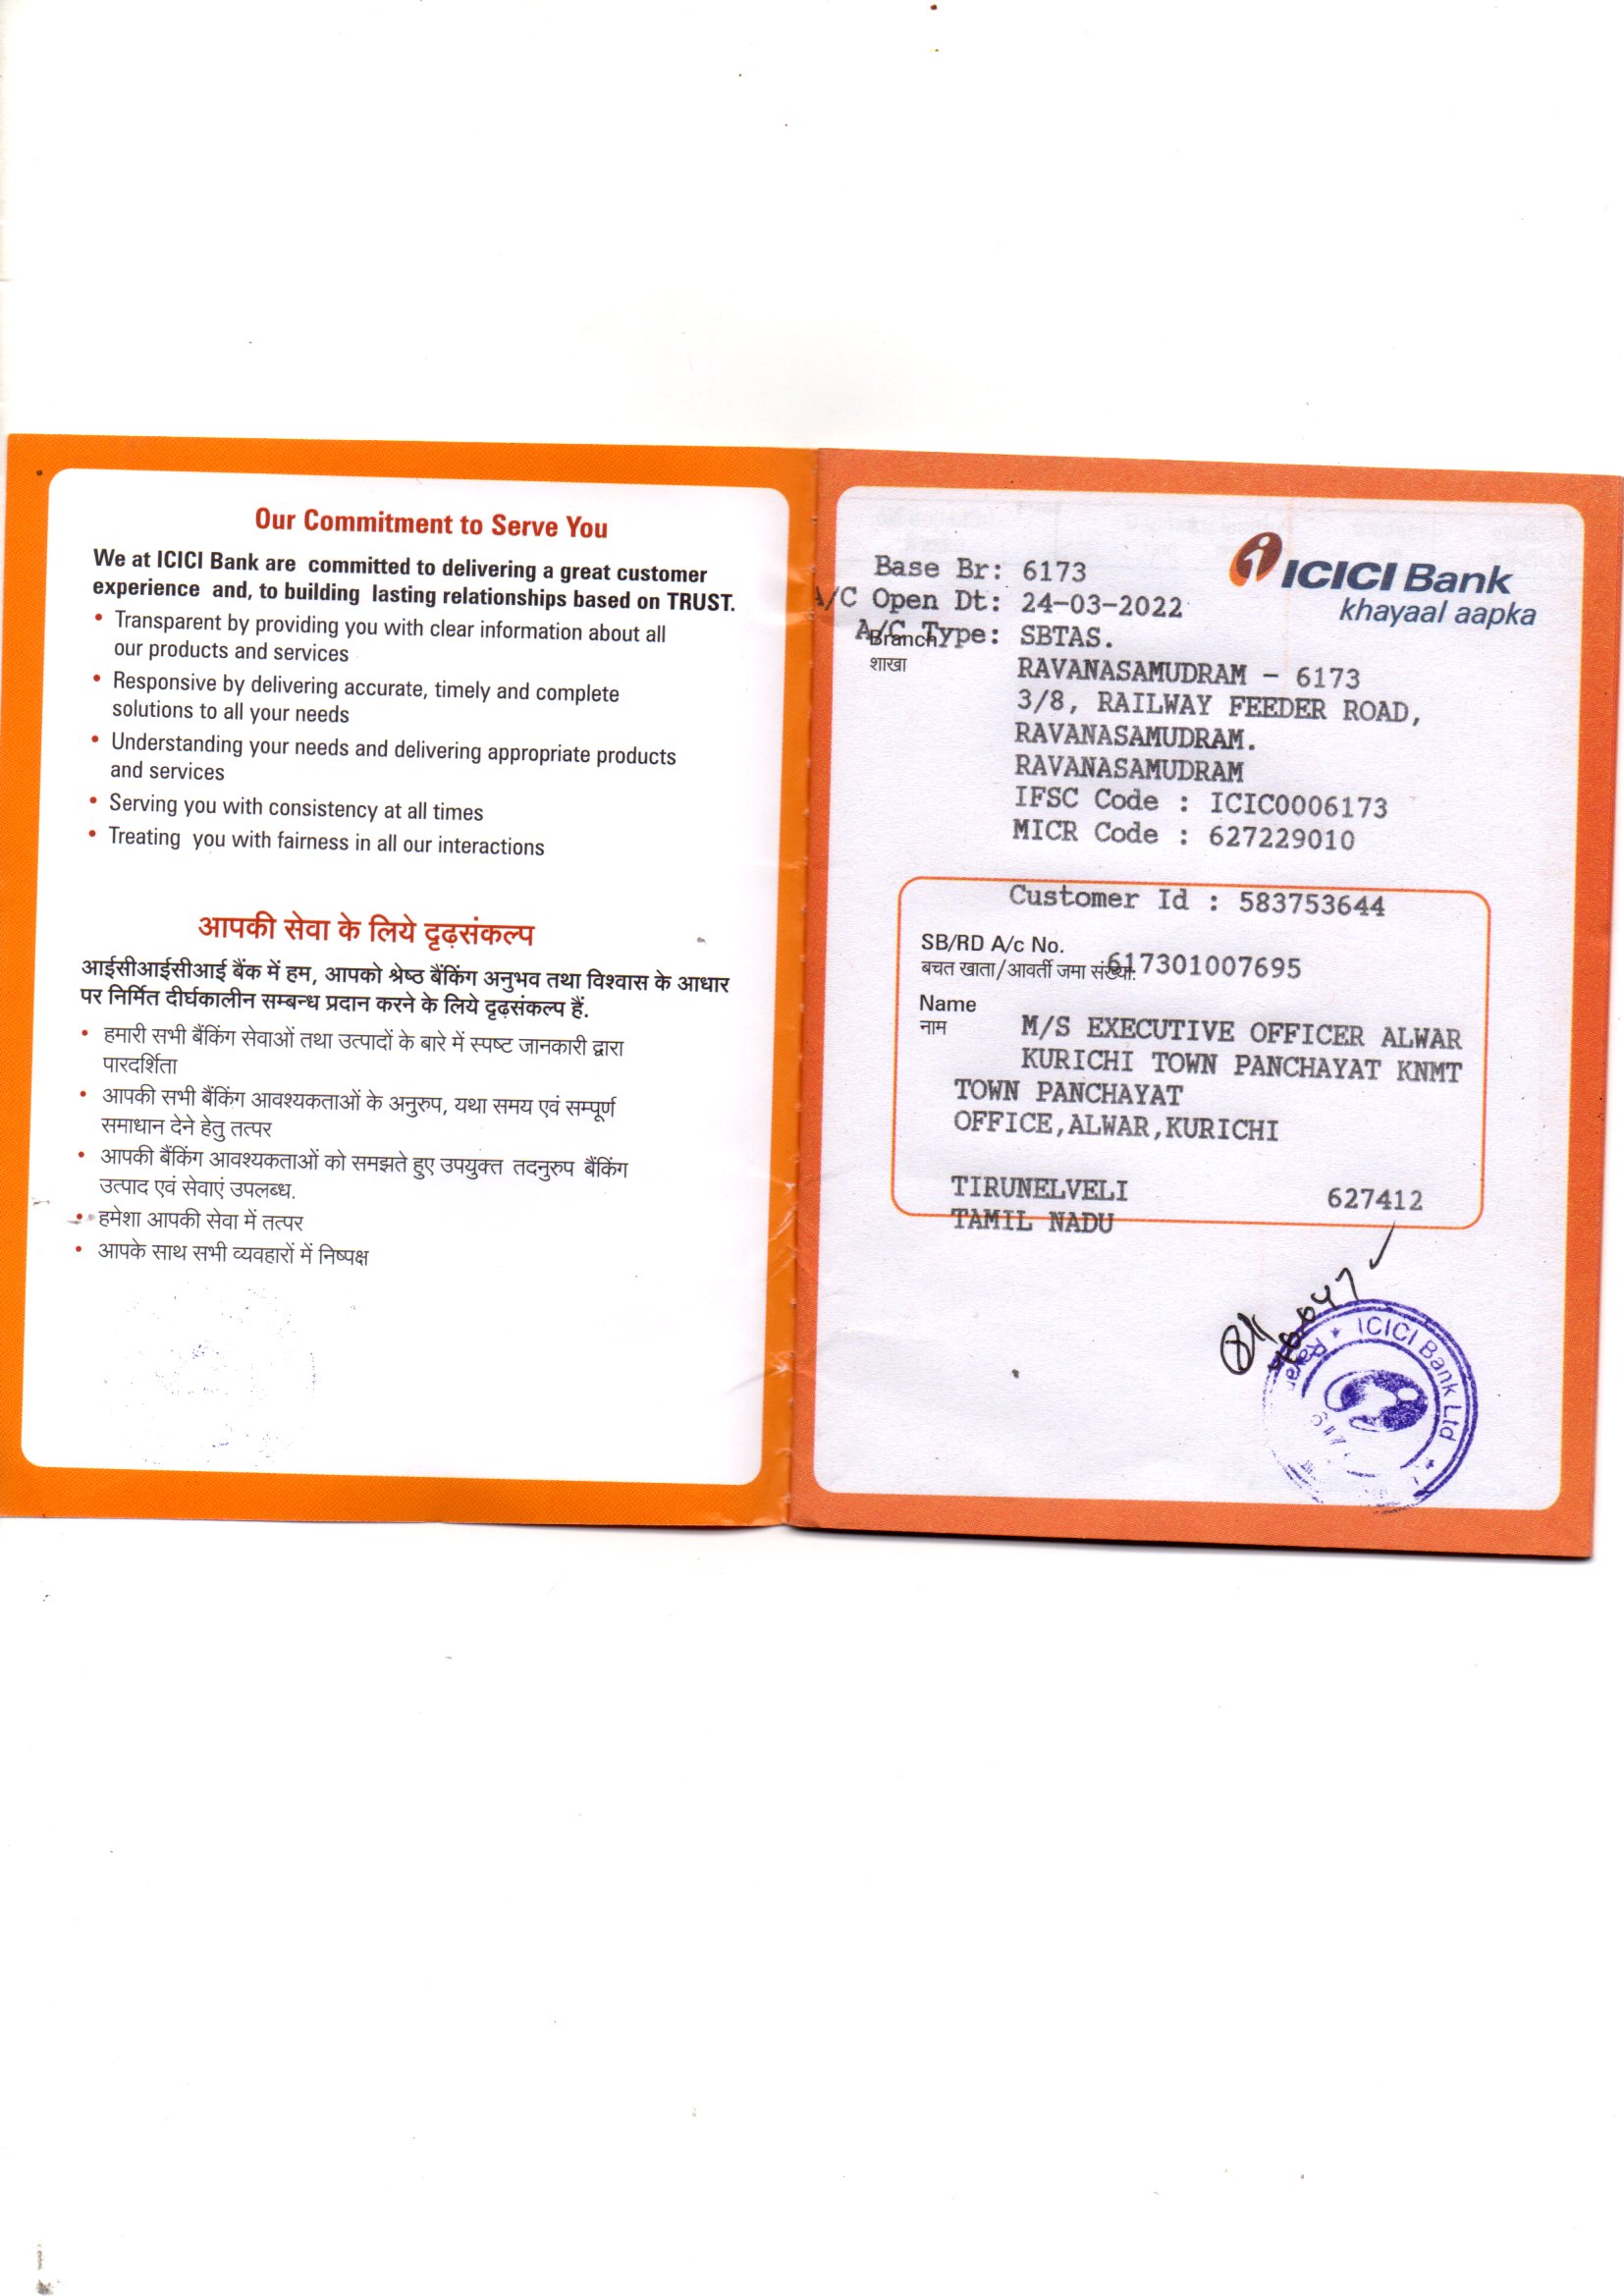 Our Commitment to Serve You
We at ICICI Bank are committed to delivering a great customer
experience and, to building lasting relationships based on TRUST.
• Transparent by providing you with clear information about all
our products and services
• Responsive by delivering accurate, timely and complete
solutions to all your needs
• Understanding your needs and delivering appropriate products
and services
• Serving you with consistency at all times
• Treating you with fairness in all our interactions
आपकी सेवा के लिये दृढ़संकल्प
आईसीआईसीआई बैंक में हम, आपको श्रेष्ठ बैंकिंग अनुभव तथा विश्वास के आधार
पर निर्मित दीर्घकालीन सम्बन्ध प्रदान करने के लिये दृढ़संकल्प हैं.
• हमारी सभी बैंकिंग सेवाओं तथा उत्पादों के बारे में स्पष्ट जानकारी द्वारा
पारदर्शिता
• आपकी सभी बैंकिंग आवश्यकताओं के अनुरुप, यथा समय एवं सम्पूर्ण
समाधान देने हेतु तत्पर
• आपकी बैंकिंग आवश्यकताओं को समझते हुए उपयुक्त तदनुरुप बैंकिंग
उत्पाद एवं सेवाएं उपलब्ध.
• हमेशा आपकी सेवा में तत्पर
• आपके साथ सभी व्यवहारों में निष्पक्ष
ICICI Bank
khayaal aapka
Base Br: 6173
A/C Open Dt: 24-03-2022
A/C Type: SBTAS.
Branch
शाखा
RAVANASAMUDRAM - 6173
3/8, RAILWAY FEEDER ROAD,
RAVANASAMUDRAM.
RAVANASAMUDRAM
IFSC Code : ICIC0006173
MICR Code : 627229010
Customer Id : 583753644
SB/RD A/c No.
बचत खाता/आवर्ती जमा संख्या. 617301007695
Name
नाम
M/S EXECUTIVE OFFICER ALWAR
KURICHI TOWN PANCHAYAT KNMT
TOWN PANCHAYAT
OFFICE,ALWAR,KURICHI
TIRUNELVELI 627412
TAMIL NADU
ICICI Bank Ltd